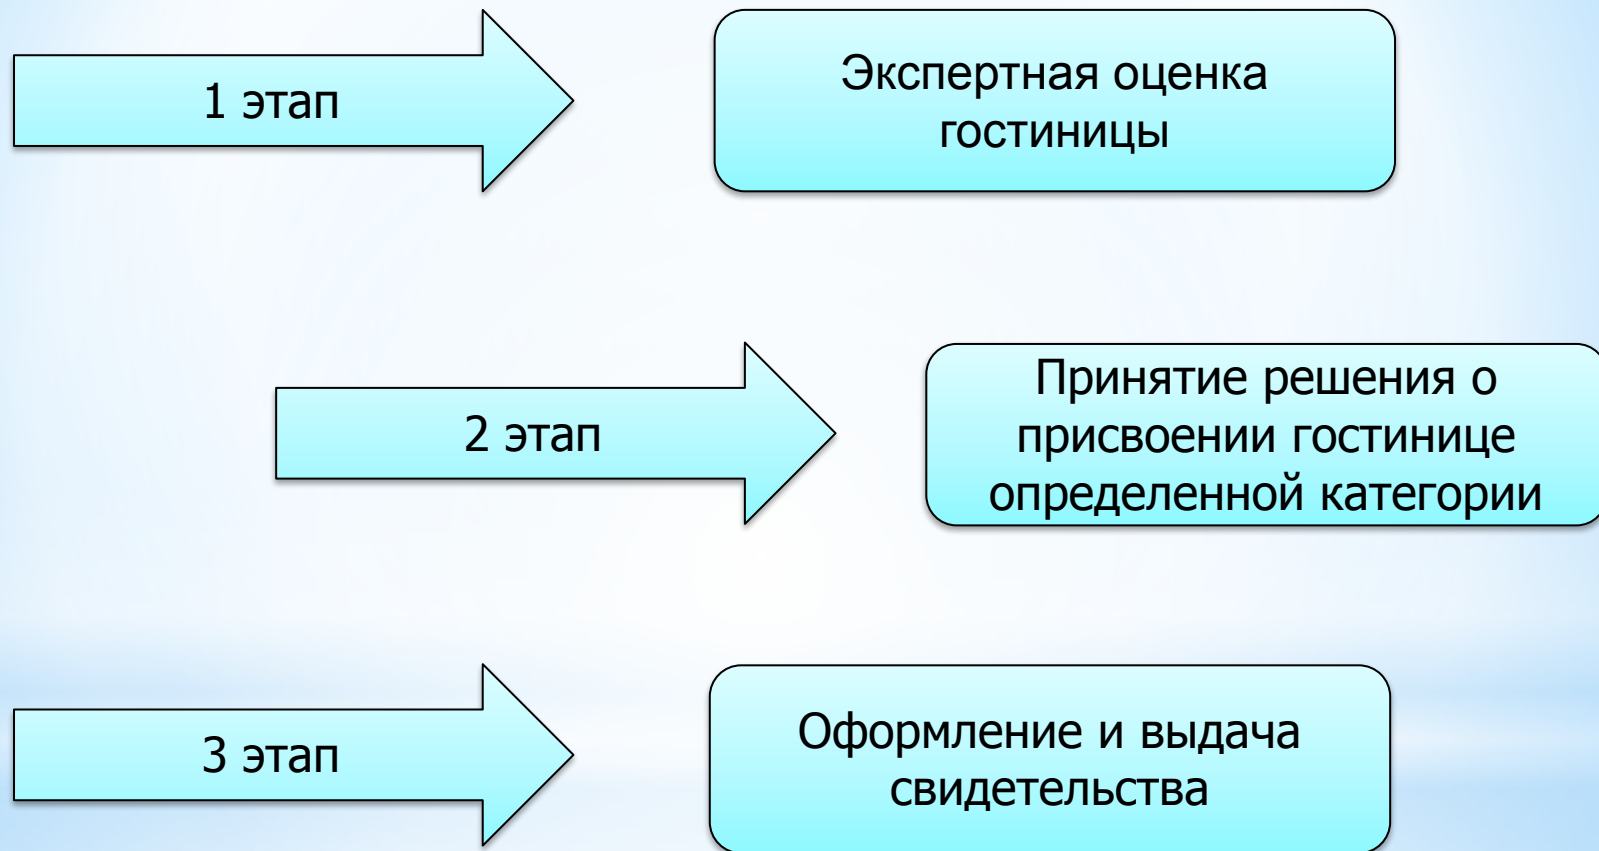 1 этап
Экспертная оценка
гостиницы
2 этап
Принятие решения о
присвоении гостинице
определенной категории
3 этап
Оформление и выдача
свидетельства